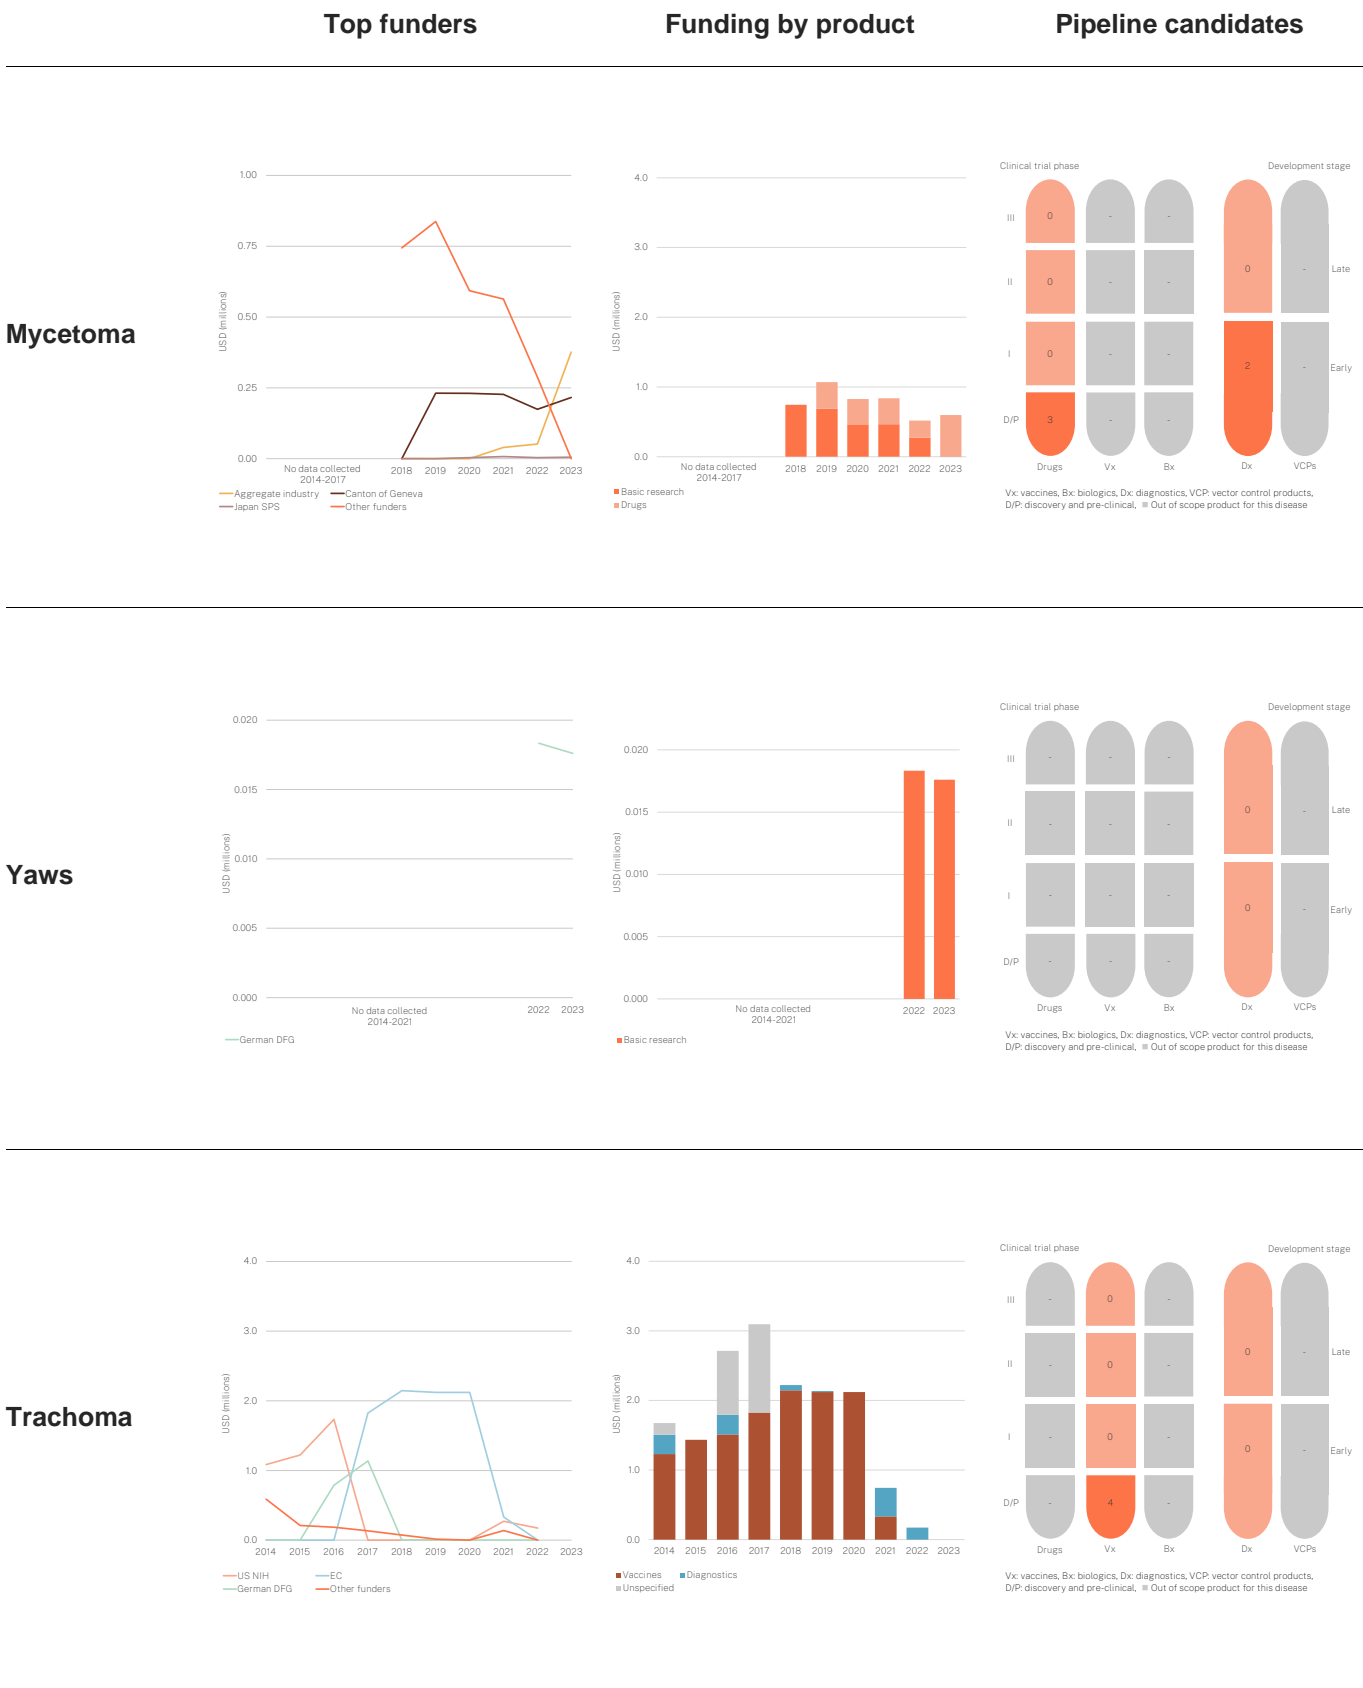 Top funders Funding by product Pipeline candidates
Mycetoma
1.00
0.75
0.50
0.25
0.00
USD (millions)
No data collected
2014-2017
2018 2019 2020 2021 2022 2023
Aggregate industry Canton of Geneva
Japan SPS Other funders
4.0
3.0
2.0
1.0
0.0
USD (millions)
No data collected
2014-2017
2018 2019 2020 2021 2022 2023
Basic research
Drugs
Clinical trial phase Development stage
III 0 - -
II 0 - - 0 - Late
I 0 - - 2 - Early
D/P 3 - -
Drugs Vx Bx Dx VCPs
Vx: vaccines, Bx: biologics, Dx: diagnostics, VCP: vector control products,
D/P: discovery and pre-clinical, Out of scope product for this disease
Yaws
0.020
0.015
0.010
0.005
0.000
USD (millions)
No data collected
2014-2021
2022 2023
German DFG
0.020
0.015
0.010
0.005
0.000
USD (millions)
No data collected
2014-2021
2022 2023
Basic research
Clinical trial phase Development stage
III - - -
II - - - 0 - Late
I - - - 0 - Early
D/P - - -
Drugs Vx Bx Dx VCPs
Vx: vaccines, Bx: biologics, Dx: diagnostics, VCP: vector control products,
D/P: discovery and pre-clinical, Out of scope product for this disease
Trachoma
4.0
3.0
2.0
1.0
0.0
USD (millions)
2014 2015 2016 2017 2018 2019 2020 2021 2022 2023
US NIH EC
German DFG Other funders
4.0
3.0
2.0
1.0
0.0
USD (millions)
2014 2015 2016 2017 2018 2019 2020 2021 2022 2023
Vaccines Diagnostics
Unspecified
Clinical trial phase Development stage
III - 0 -
II - 0 - 0 - Late
I - 0 - 0 - Early
D/P - 4 -
Drugs Vx Bx Dx VCPs
Vx: vaccines, Bx: biologics, Dx: diagnostics, VCP: vector control products,
D/P: discovery and pre-clinical, Out of scope product for this disease